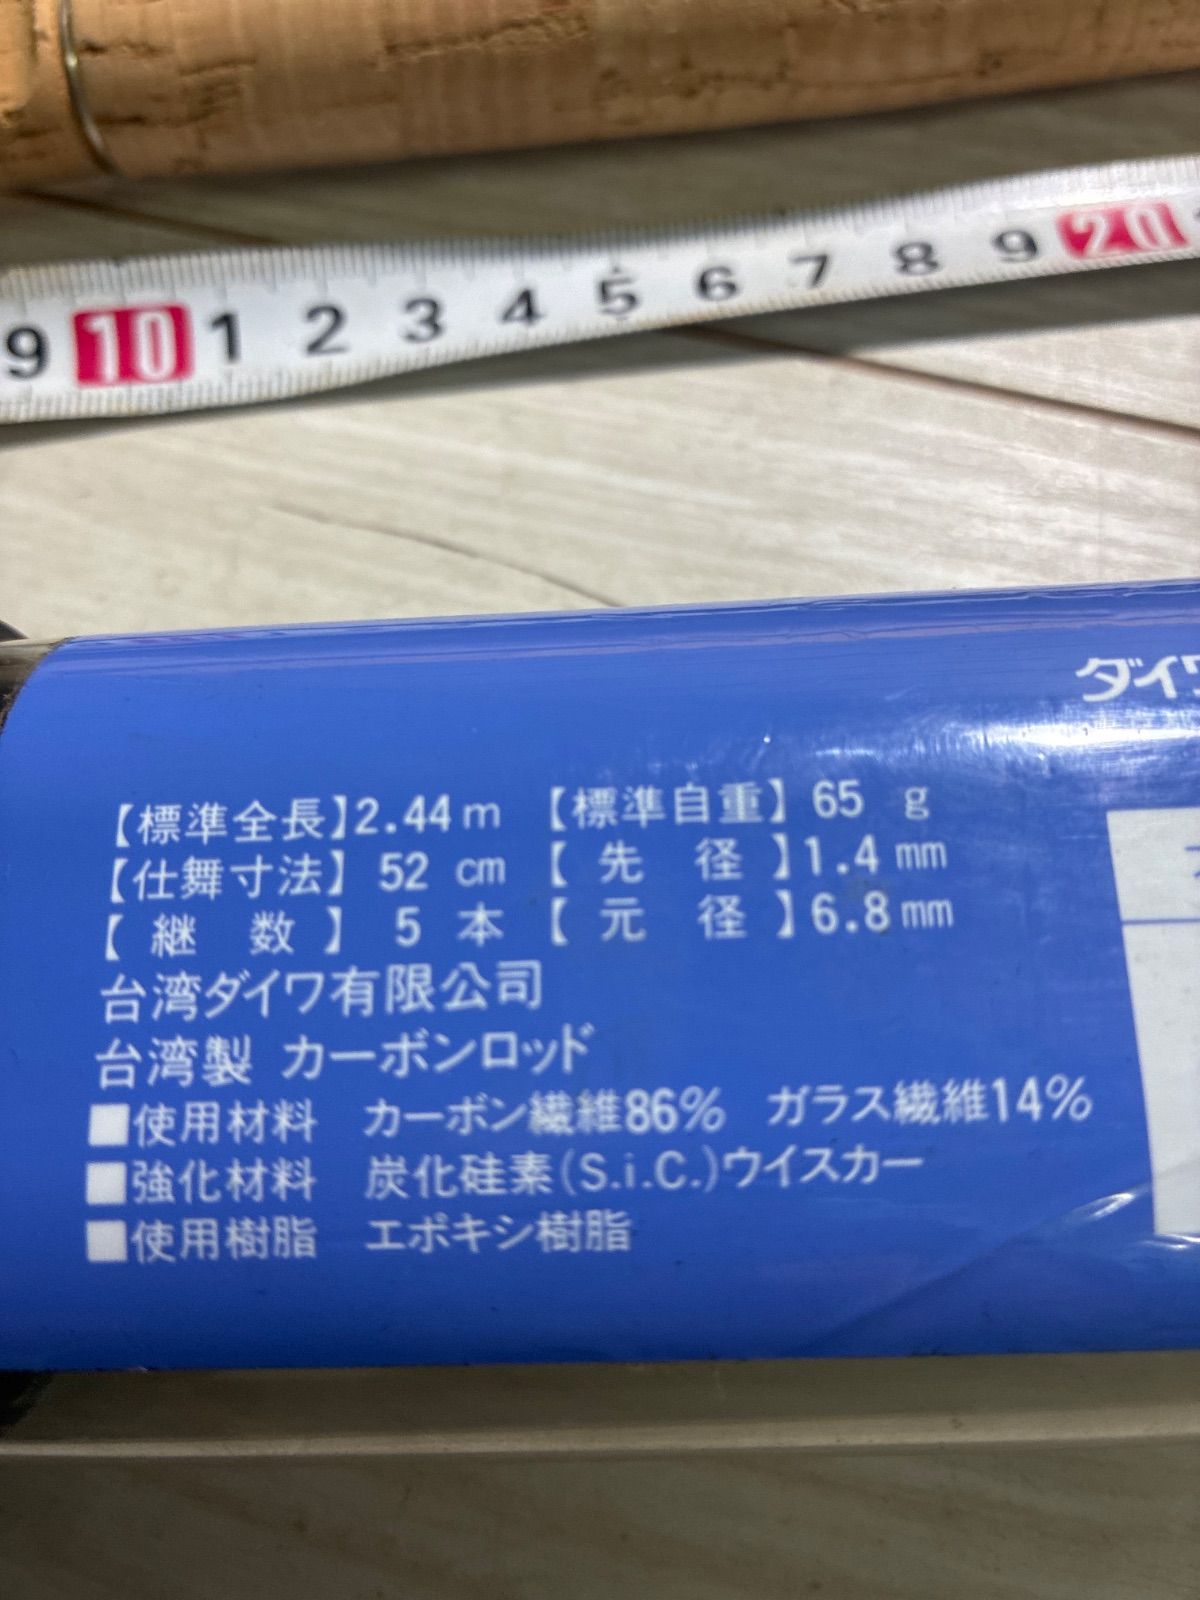 9 10 1 2 3 4 5 6 7 8 9 20
ダイワ
【標準全長】2.44m 【標準自重】 65 g
【仕舞寸法】 52 cm 【先径】1.4mm
【継数】 5 本 【元径】6.8mm
台湾ダイワ有限公司
台湾製 カーボンロッド
■使用材料 カーボン繊維86% ガラス繊維14%
■強化材料 炭化硅素(S.i.C.)ウイスカー
■使用樹脂 エポキシ樹脂